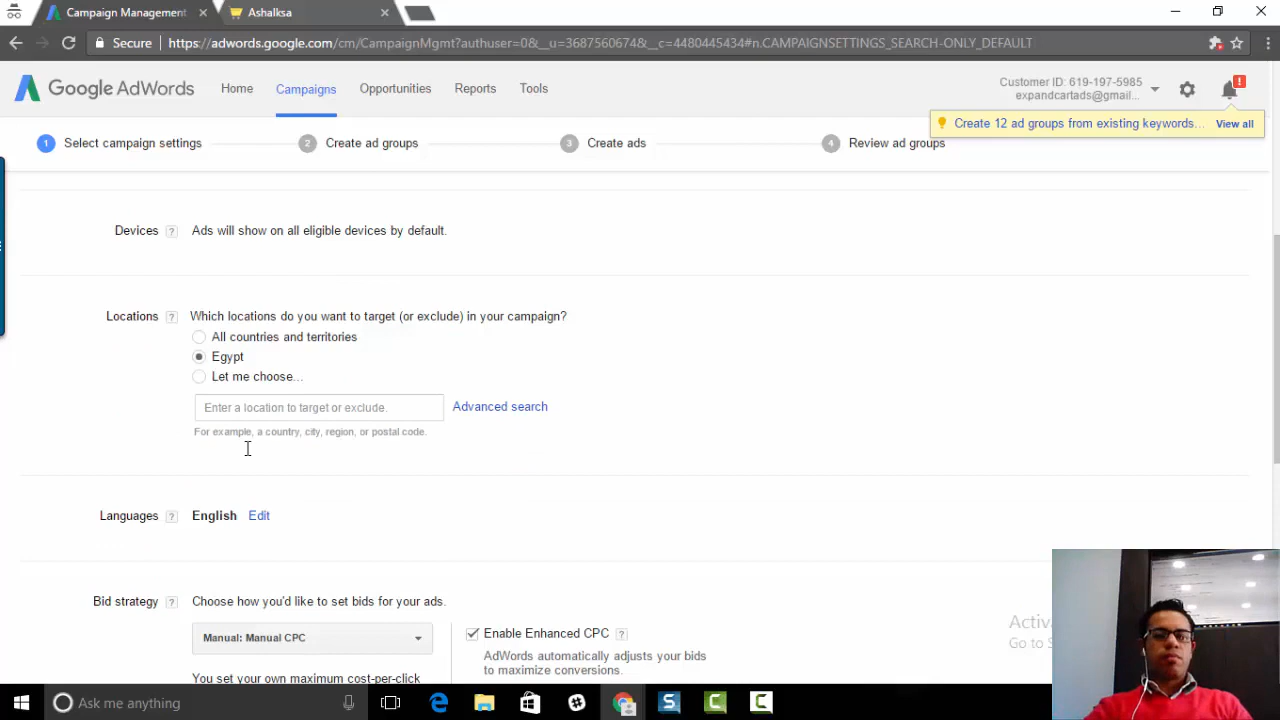 Campaign Management
Ashalksa
Secure
https://adwords.google.com/cm/CampaignMgmt?authuser=0&__u=3687560674&__c=4480445434#n.CAMPAIGNSETTINGS_SEARCH-ONLY_DEFAULT
Google AdWords
Home
Campaigns
Opportunities
Reports
Tools
Customer ID: 619-197-5985
expandcartads@gmail...
!
Create 12 ad groups from existing keywords... View all
1 Select campaign settings
2 Create ad groups
3 Create ads
4 Review ad groups
Devices ? Ads will show on all eligible devices by default.
Locations ? Which locations do you want to target (or exclude) in your campaign?
All countries and territories
Egypt
Let me choose...
Enter a location to target or exclude. Advanced search
For example, a country, city, region, or postal code.
Languages ? English Edit
Bid strategy ? Choose how you'd like to set bids for your ads.
Manual: Manual CPC
Enable Enhanced CPC ?
AdWords automatically adjusts your bids
to maximize conversions.
You set your own maximum cost-per-click
Go to
Ask me anything